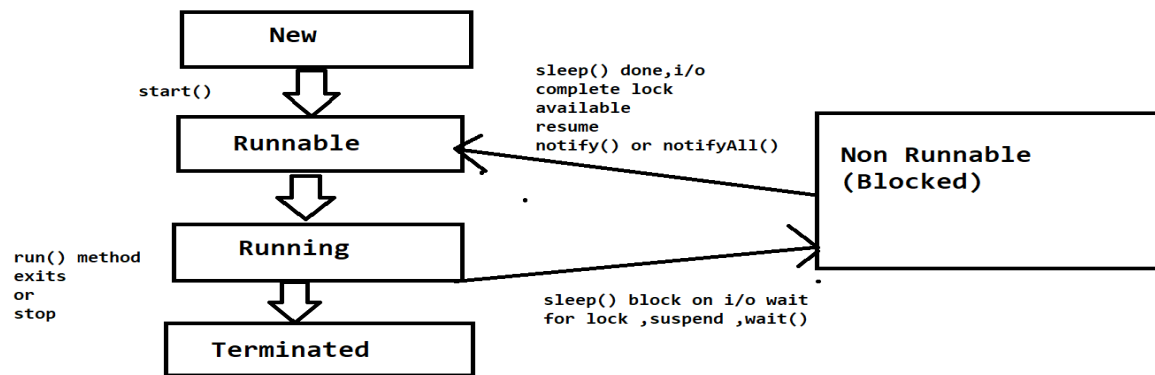 New
start()
sleep() done,i/o
complete lock
available
resume
notify() or notifyAll()
Runnable
Non Runnable
(Blocked)
Running
run() method
exits
or
stop
sleep() block on i/o wait
for lock ,suspend ,wait()
Terminated